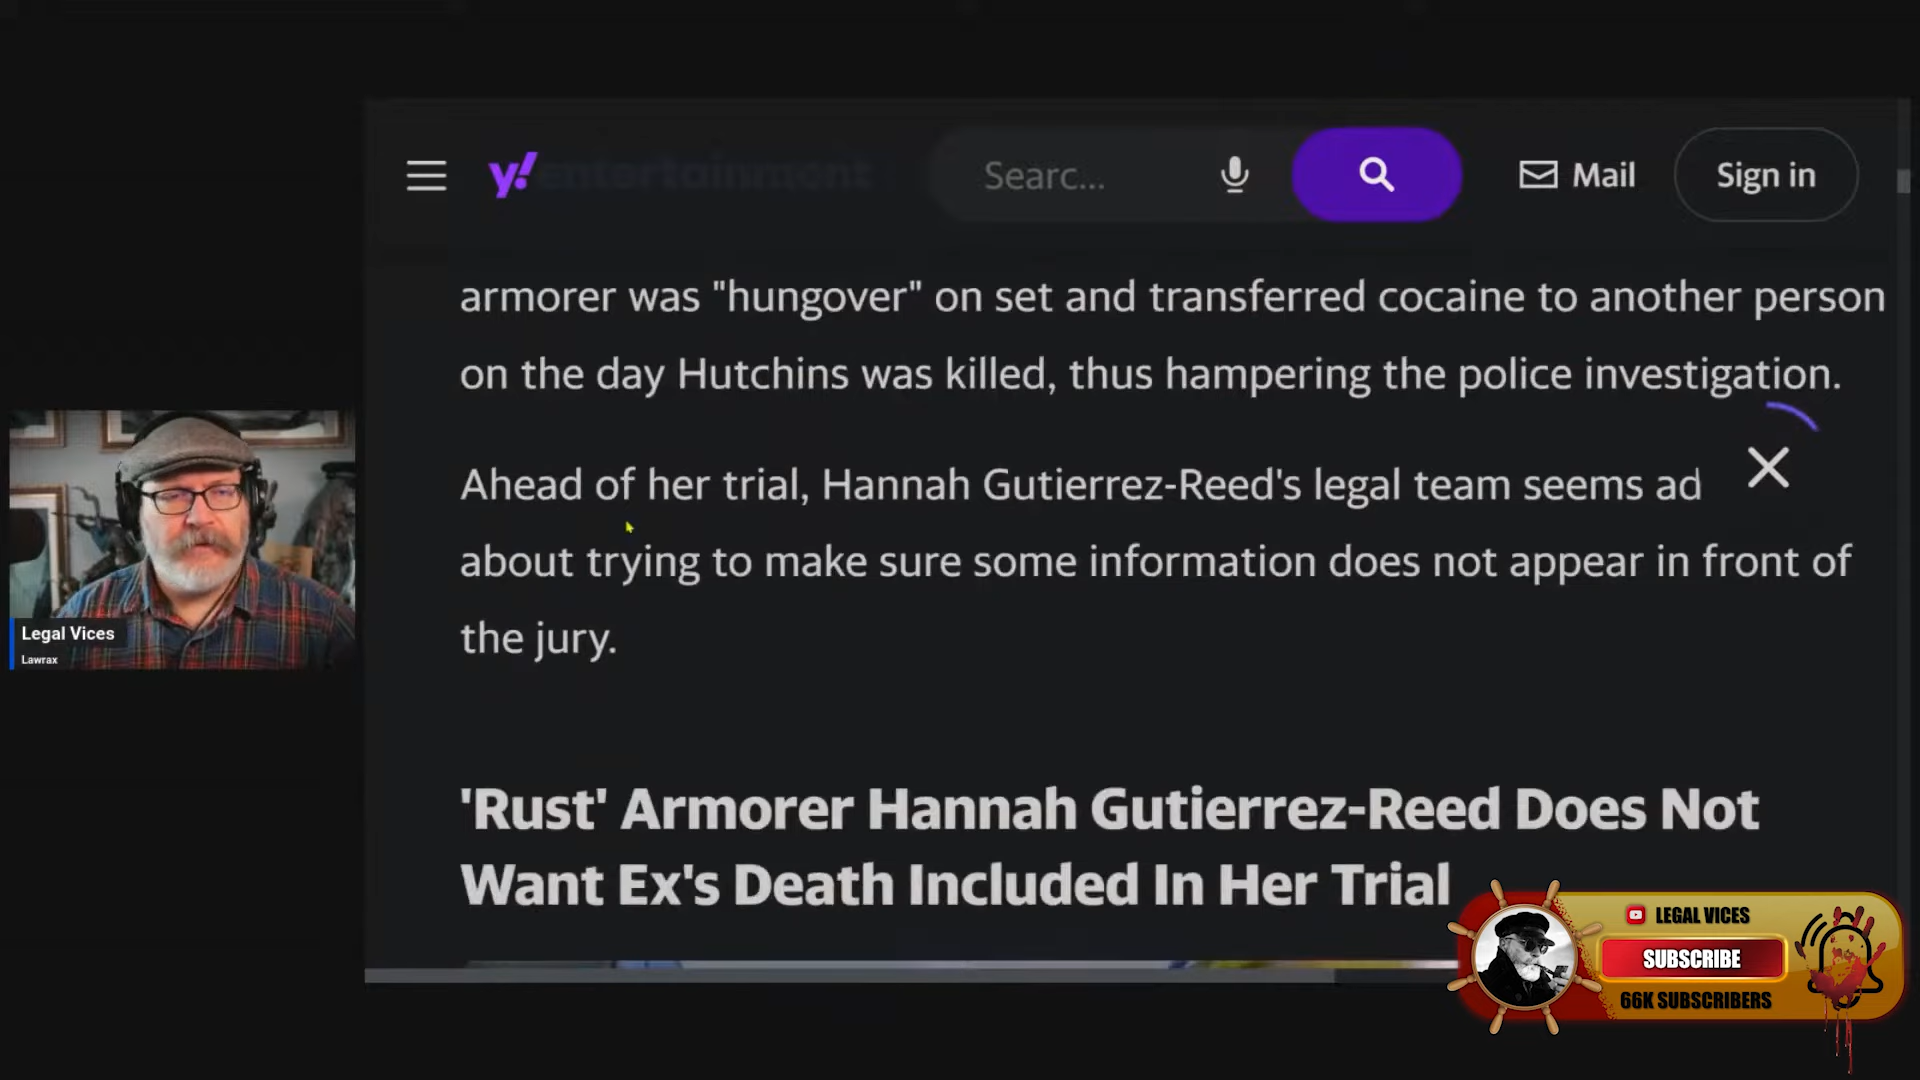 y!entertainment
Searc...
Mail
Sign in
armorer was "hungover" on set and transferred cocaine to another person
on the day Hutchins was killed, thus hampering the police investigation.
Ahead of her trial, Hannah Gutierrez-Reed's legal team seems ad
about trying to make sure some information does not appear in front of
the jury.
'Rust' Armorer Hannah Gutierrez-Reed Does Not
Want Ex's Death Included In Her Trial
Legal Vices
Lawrax
LEGAL VICES
SUBSCRIBE
66K SUBSCRIBERS